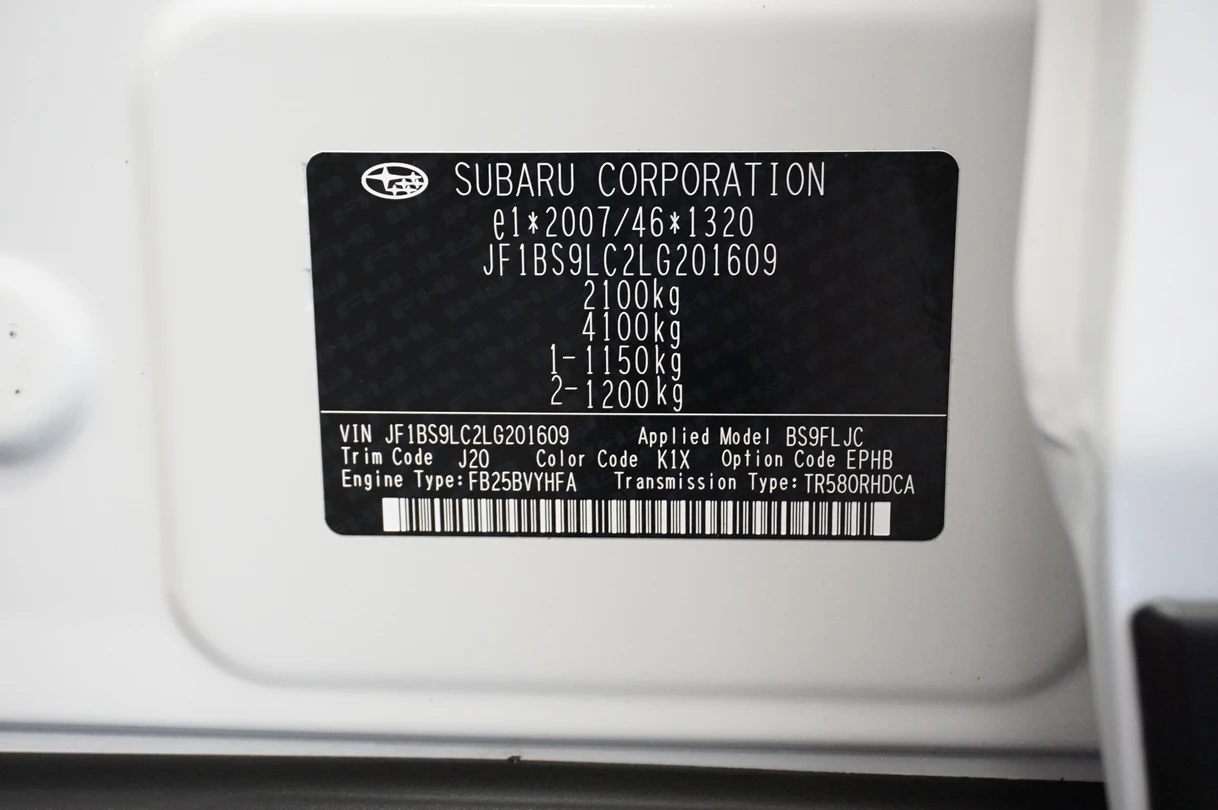 SUBARU CORPORATION
e1*2007/46*1320
JF1BS9LC2LG201609
2100kg
4100kg
1-1150kg
2-1200kg
VIN JF1BS9LC2LG201609 Applied Model BS9FLJC
Trim Code J20 Color Code K1X Option Code EPHB
Engine Type:FB25BVYHFA Transmission Type:TR580RHDCA